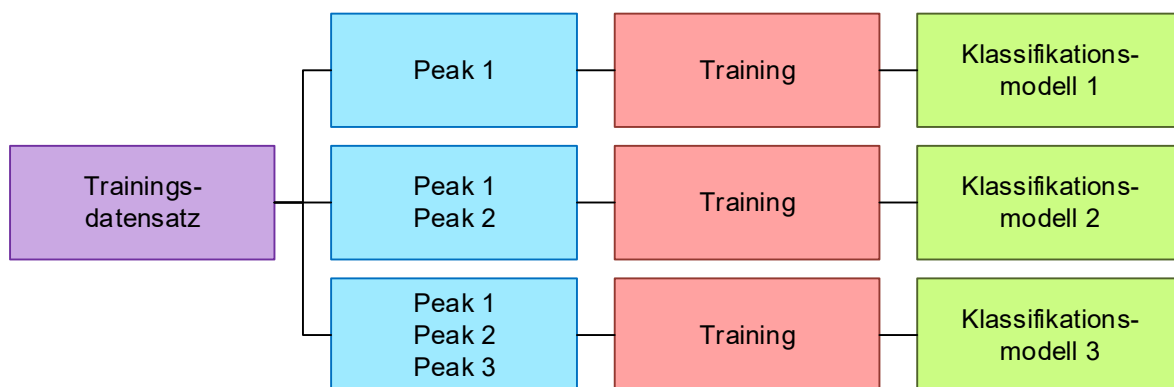 Peak 1
Training
Klassifikations-
modell 1
Trainings-
datensatz
Peak 1
Peak 2
Training
Klassifikations-
modell 2
Peak 1
Peak 2
Peak 3
Training
Klassifikations-
modell 3